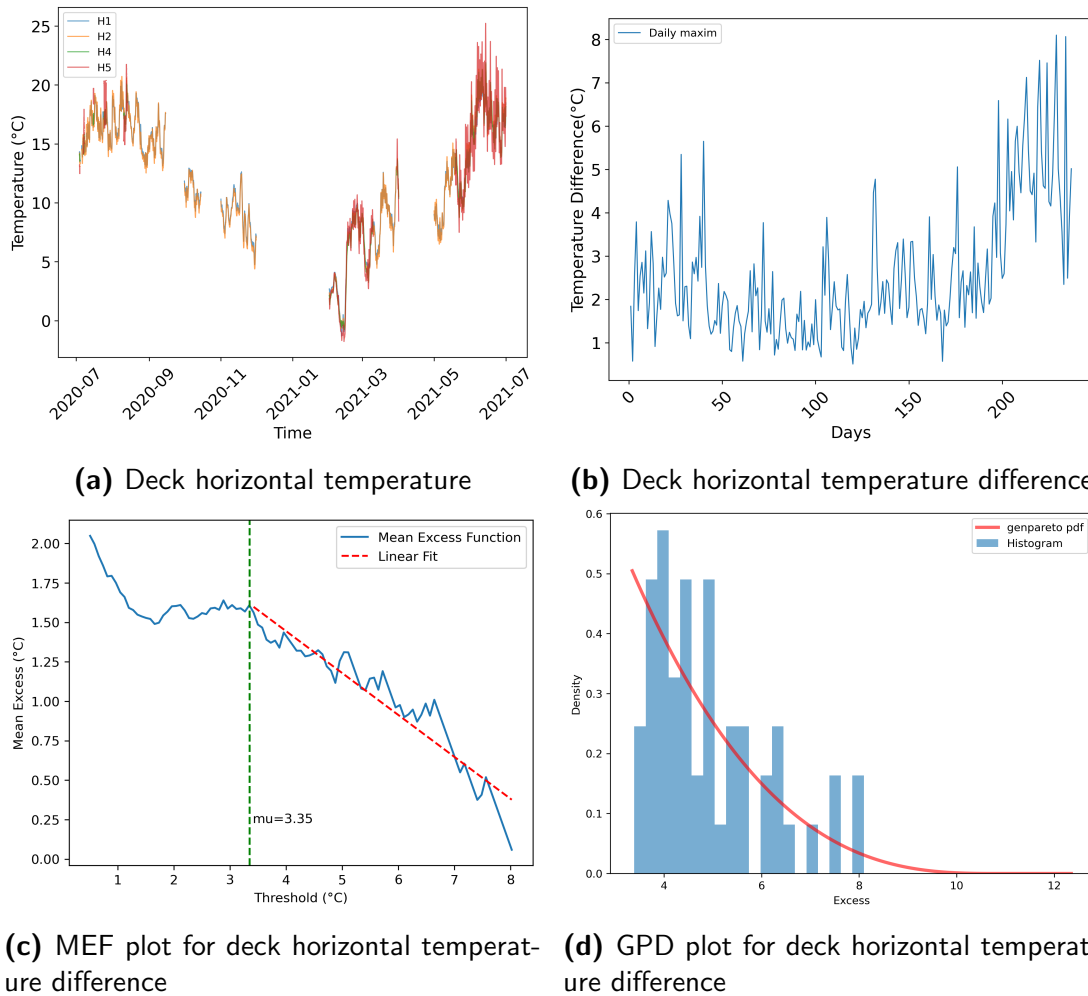 25
20
15
10
5
0
Temperature (°C)
H1
H2
H4
H5
2020-07
2020-09
2020-11
2021-01
2021-03
2021-05
2021-07
Time
(a) Deck horizontal temperature
8
7
6
5
4
3
2
1
Temperature Difference(°C)
Daily maxim
0
50
100
150
200
Days
(b) Deck horizontal temperature difference
2.00
1.75
1.50
1.25
1.00
0.75
0.50
0.25
0.00
Mean Excess (°C)
Mean Excess Function
Linear Fit
mu=3.35
1 2 3 4 5 6 7 8
Threshold (°C)
(c) MEF plot for deck horizontal temperat-
ure difference
0.6
0.5
0.4
0.3
0.2
0.1
0.0
Density
genpareto pdf
Histogram
4 6 8 10 12
Excess
(d) GPD plot for deck horizontal temperat
ure difference